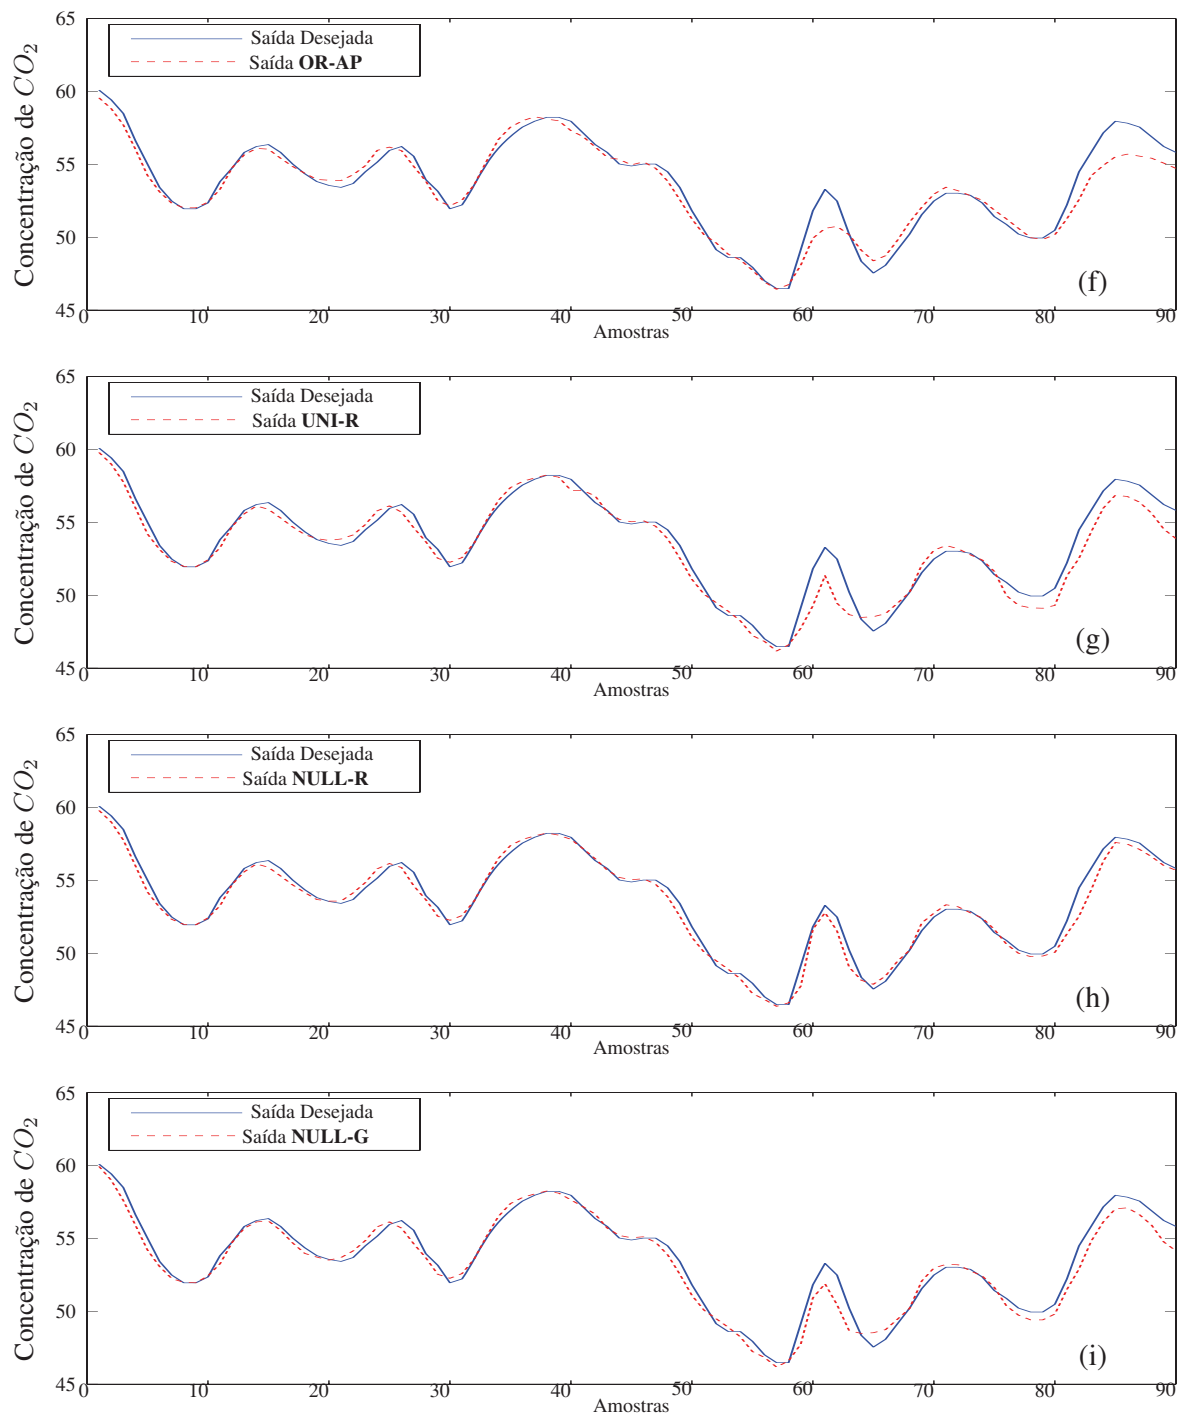 65
Saída Desejada
Saída OR-AP
60
55
50
45
Concentração de CO2
(f)
0 10 20 30 40 50 60 70 80 90
Amostras
65
Saída Desejada
Saída UNI-R
60
55
50
45
Concentração de CO2
(g)
0 10 20 30 40 50 60 70 80 90
Amostras
65
Saída Desejada
Saída NULL-R
60
55
50
45
Concentração de CO2
(h)
0 10 20 30 40 50 60 70 80 90
Amostras
65
Saída Desejada
Saída NULL-G
60
55
50
45
Concentração de CO2
(i)
0 10 20 30 40 50 60 70 80 90
Amostras